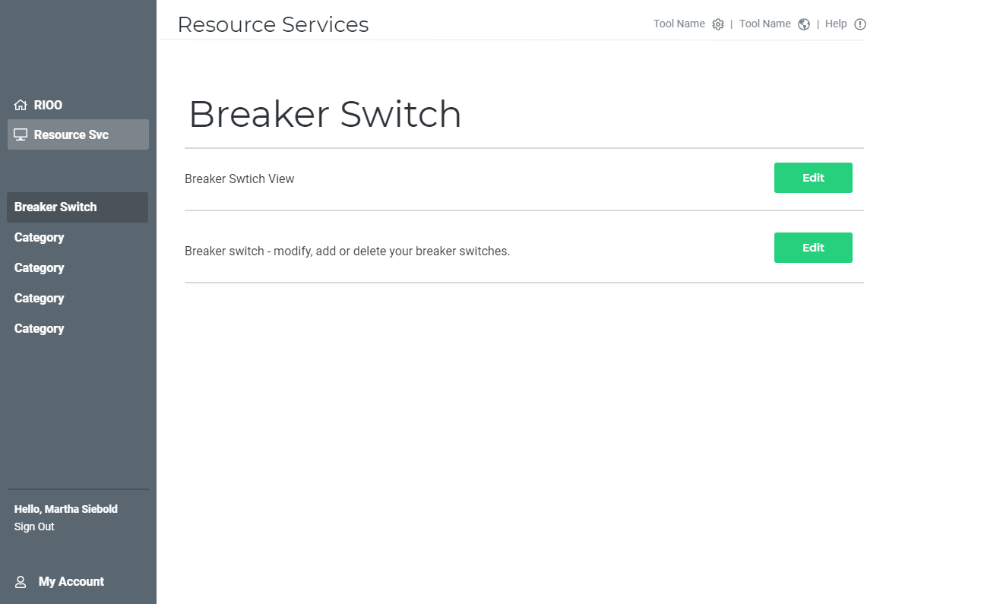 Resource Services
Tool Name | Tool Name | Help
RIOO
Resource Svc
Breaker Switch
Category
Category
Category
Category
Hello, Martha Siebold
Sign Out
My Account
Breaker Switch
Breaker Swtich View
Edit
Breaker switch - modify, add or delete your breaker switches.
Edit